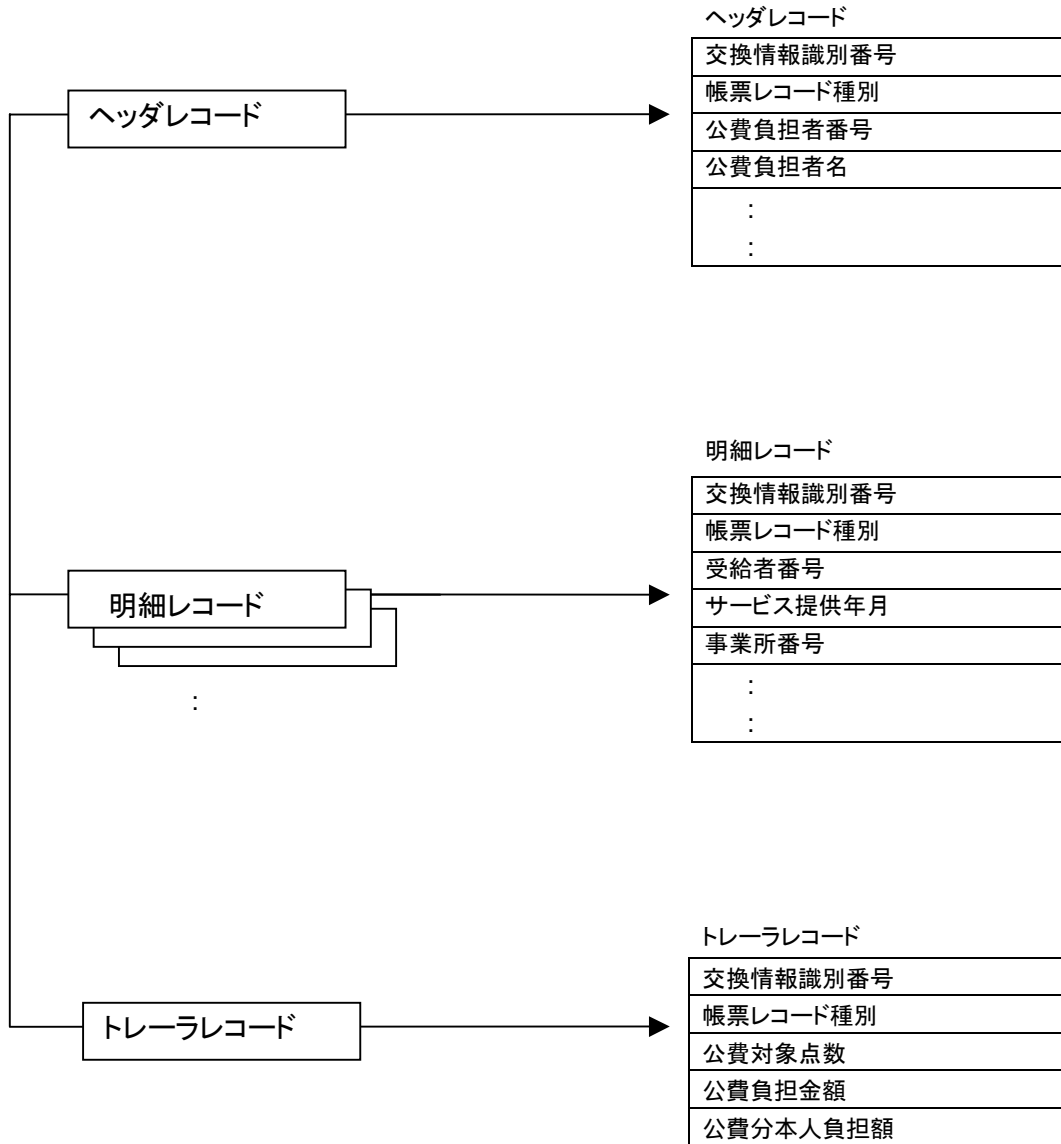 ヘッダレコード
ヘッダレコード
交換情報識別番号
帳票レコード種別
公費負担者番号
公費負担者名
:
:
明細レコード
明細レコード
:
交換情報識別番号
帳票レコード種別
受給者番号
サービス提供年月
事業所番号
:
:
トレーラレコード
トレーラレコード
交換情報識別番号
帳票レコード種別
公費対象点数
公費負担金額
公費分本人負担額